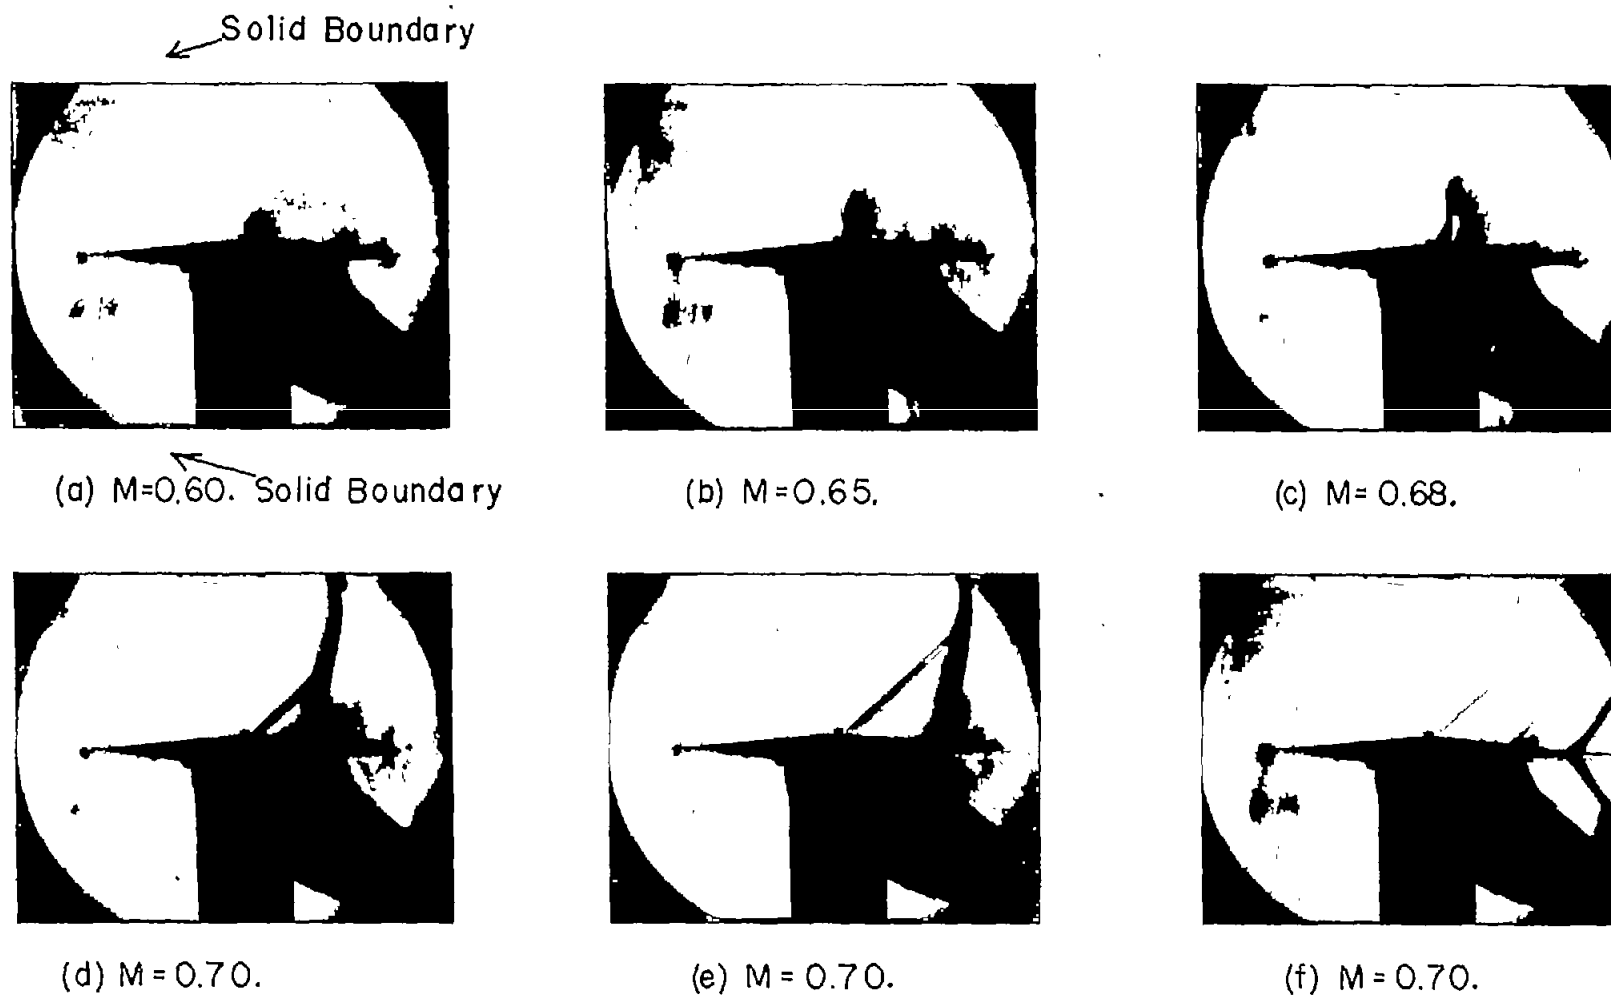 Solid Boundary
(a) M=0.60. Solid Boundary
(b) M=0.65.
(c) M=0.68.
(d) M=0.70.
(e) M=0.70.
(f) M=0.70.